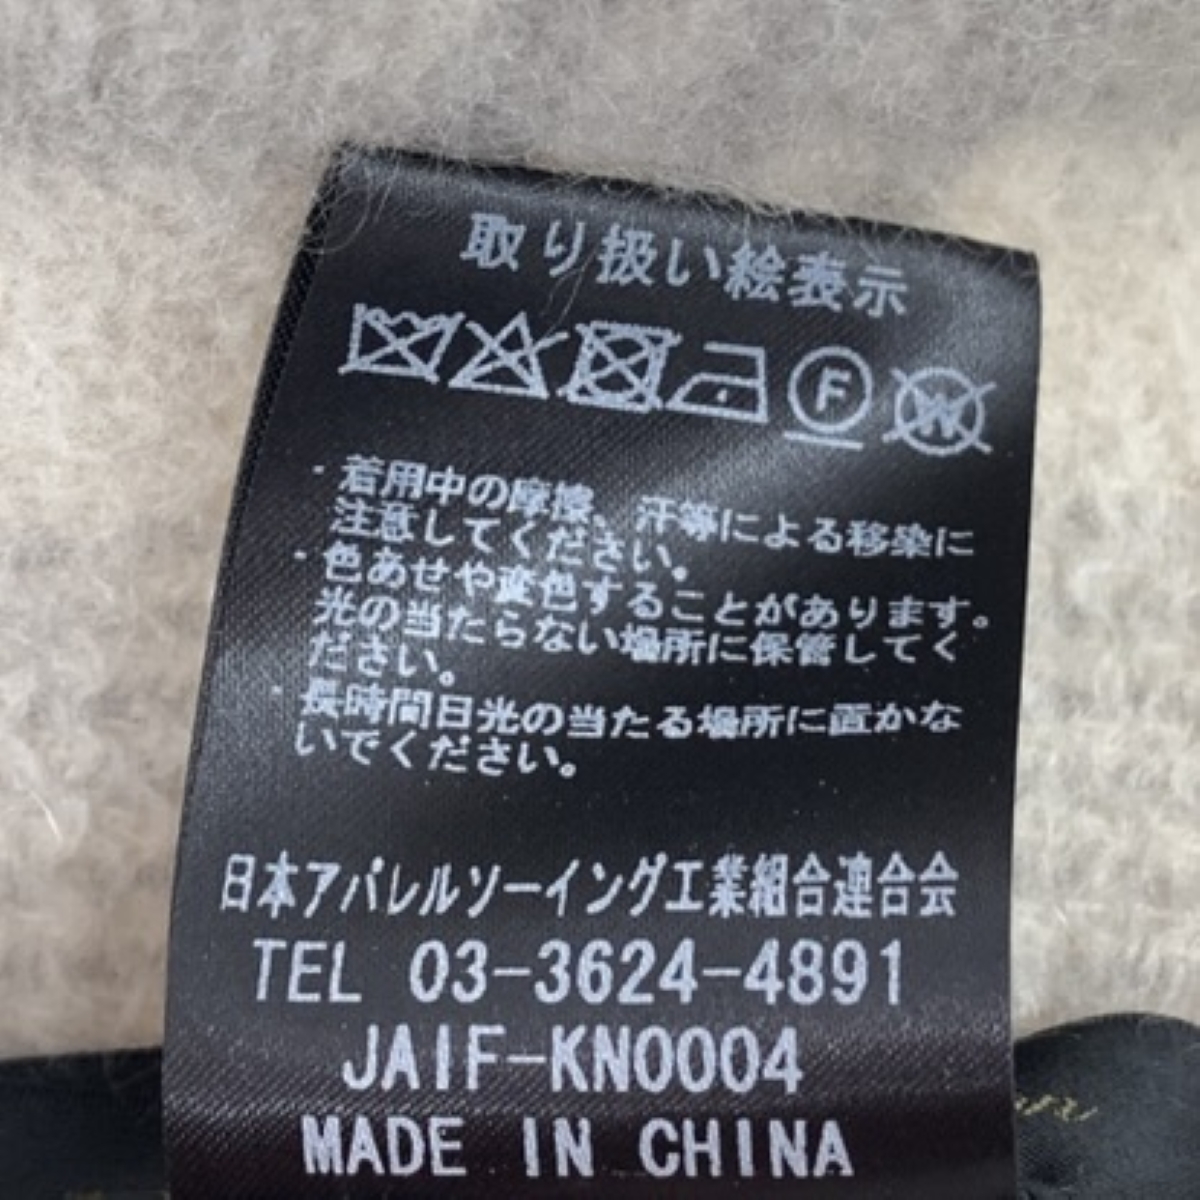 取り扱い絵表示
F W
・着用中の摩擦、汗等による移染に
注意してください。
・色あせや変色することがあります。
光の当たらない場所に保管してく
ださい。
・長時間日光の当たる場所に置かな
いでください。
日本アパレルソーイング工業組合連合会
TEL 03-3624-4891
JAIF-KN0004
MADE IN CHINA